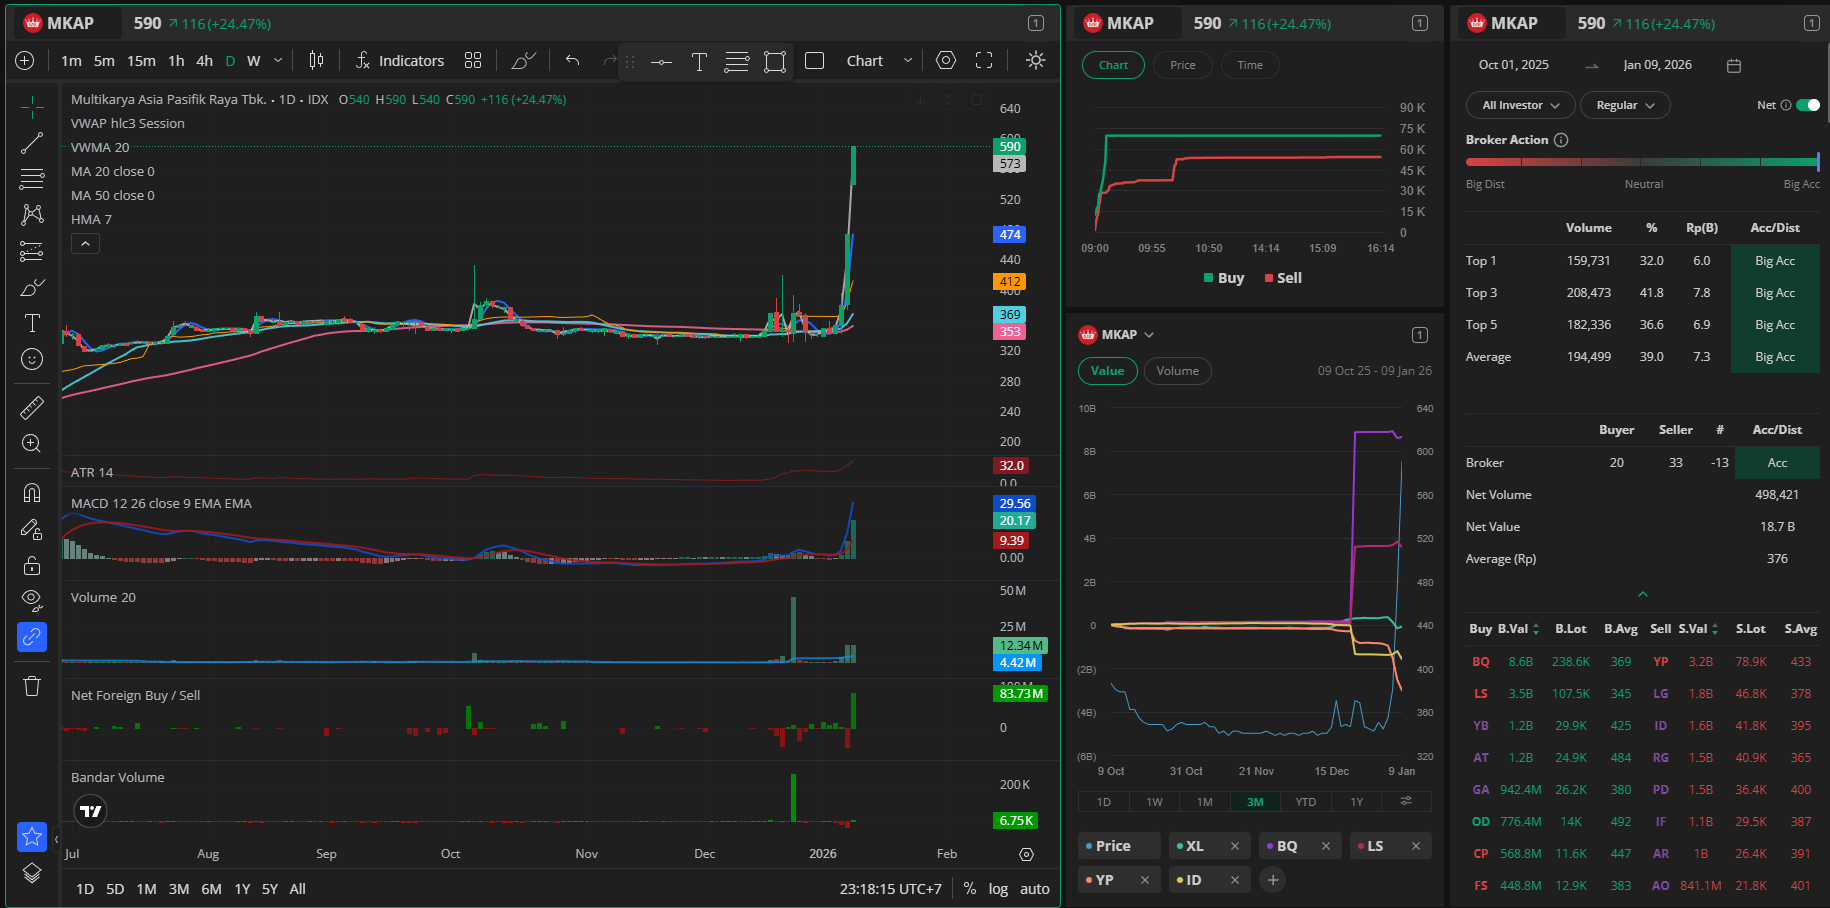 MKAP 590 116(+24.47%) 1
1m 5m 15m 1h 4h D W Indicators Chart
Multikarya Asia Pasifik Raya Tbk. · 1D · IDX O540 H590 L540 C590 +116 (+24.47%)
VWAP hlc3 Session
VWMA 20
MA 20 close 0
MA 50 close 0
HMA 7
640
590
573
520
474
440
412
400
369
353
320
280
240
200
ATR 14
32.0
0.0
MACD 12 26 close 9 EMA EMA
29.56
20.17
9.39
0.00
Volume 20
50 M
25 M
12.34 M
4.42 M
Net Foreign Buy / Sell
83.73 M
0
Bandar Volume
200 K
6.75 K
Jul Aug Sep Oct Nov Dec 2026 Feb
1D 5D 1M 3M 6M 1Y 5Y All 23:18:15 UTC+7 % log auto
MKAP 590 116(+24.47%) 1
Chart Price Time
90 K
75 K
60 K
45 K
30 K
15 K
0
09:00 09:55 10:50 14:14 15:09 16:14
Buy Sell
MKAP 1
Value Volume 09 Oct 25 - 09 Jan 26
10B 640
8B 600
6B 560
4B 520
2B 480
0 440
(2B) 400
(4B) 360
(6B) 320
9 Oct 31 Oct 21 Nov 15 Dec 9 Jan
1D 1W 1M 3M YTD 1Y
Price XL × BQ × LS ×
YP × ID × +
MKAP 590 116(+24.47%) 1
Oct 01, 2025 → Jan 09, 2026
All Investor Regular Net
Broker Action
Big Dist Neutral Big Acc
Volume % Rp(B) Acc/Dist
Top 1 159,731 32.0 6.0 Big Acc
Top 3 208,473 41.8 7.8 Big Acc
Top 5 182,336 36.6 6.9 Big Acc
Average 194,499 39.0 7.3 Big Acc
Buyer Seller # Acc/Dist
Broker 20 33 -13 Acc
Net Volume 498,421
Net Value 18.7 B
Average (Rp) 376
Buy B.Val B.Lot B.Avg Sell S.Val S.Lot S.Avg
BQ 8.6B 238.6K 369 YP 3.2B 78.9K 433
LS 3.5B 107.5K 345 LG 1.8B 46.8K 378
YB 1.2B 29.9K 425 ID 1.6B 41.8K 395
AT 1.2B 24.9K 484 RG 1.5B 40.9K 365
GA 942.4M 26.2K 380 PD 1.5B 36.4K 400
OD 776.4M 14K 492 IF 1.1B 29.5K 387
CP 568.8M 11.6K 447 AR 1B 26.4K 391
FS 448.8M 12.9K 383 AO 841.1M 21.8K 401